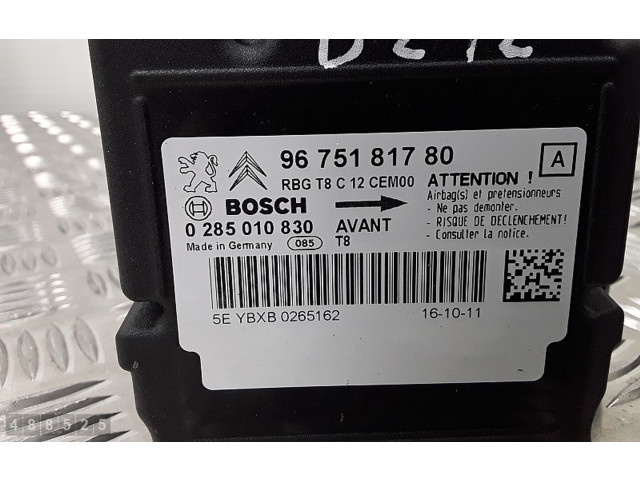 96 751 817 80
A
RBG T8 C 12 CEM00
ATTENTION !
Airbag(s) et pretensionneurs
- Ne pas demonter.
- RISQUE DE DECLENCHEMENT!
- Consulter la notice.
BOSCH
0 285 010 830
AVANT
Made in Germany
085
T8
5E YBXB 0265162
16-10-11
488525